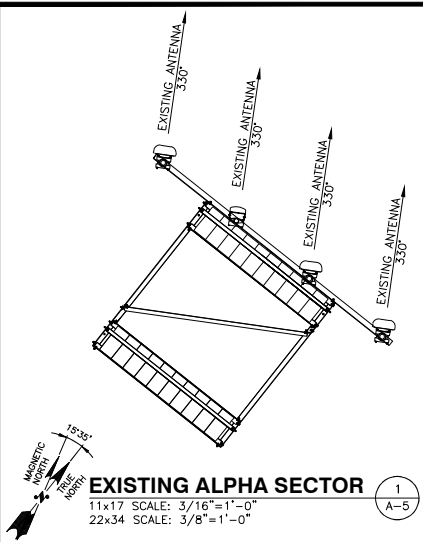 EXISTING ANTENNA
330°
EXISTING ANTENNA
330°
EXISTING ANTENNA
330°
EXISTING ANTENNA
330°
15°35'
MAGNETIC
NORTH
TRUE
NORTH
EXISTING ALPHA SECTOR
11x17 SCALE: 3/16"=1'-0"
22x34 SCALE: 3/8"=1'-0"
1
A-5